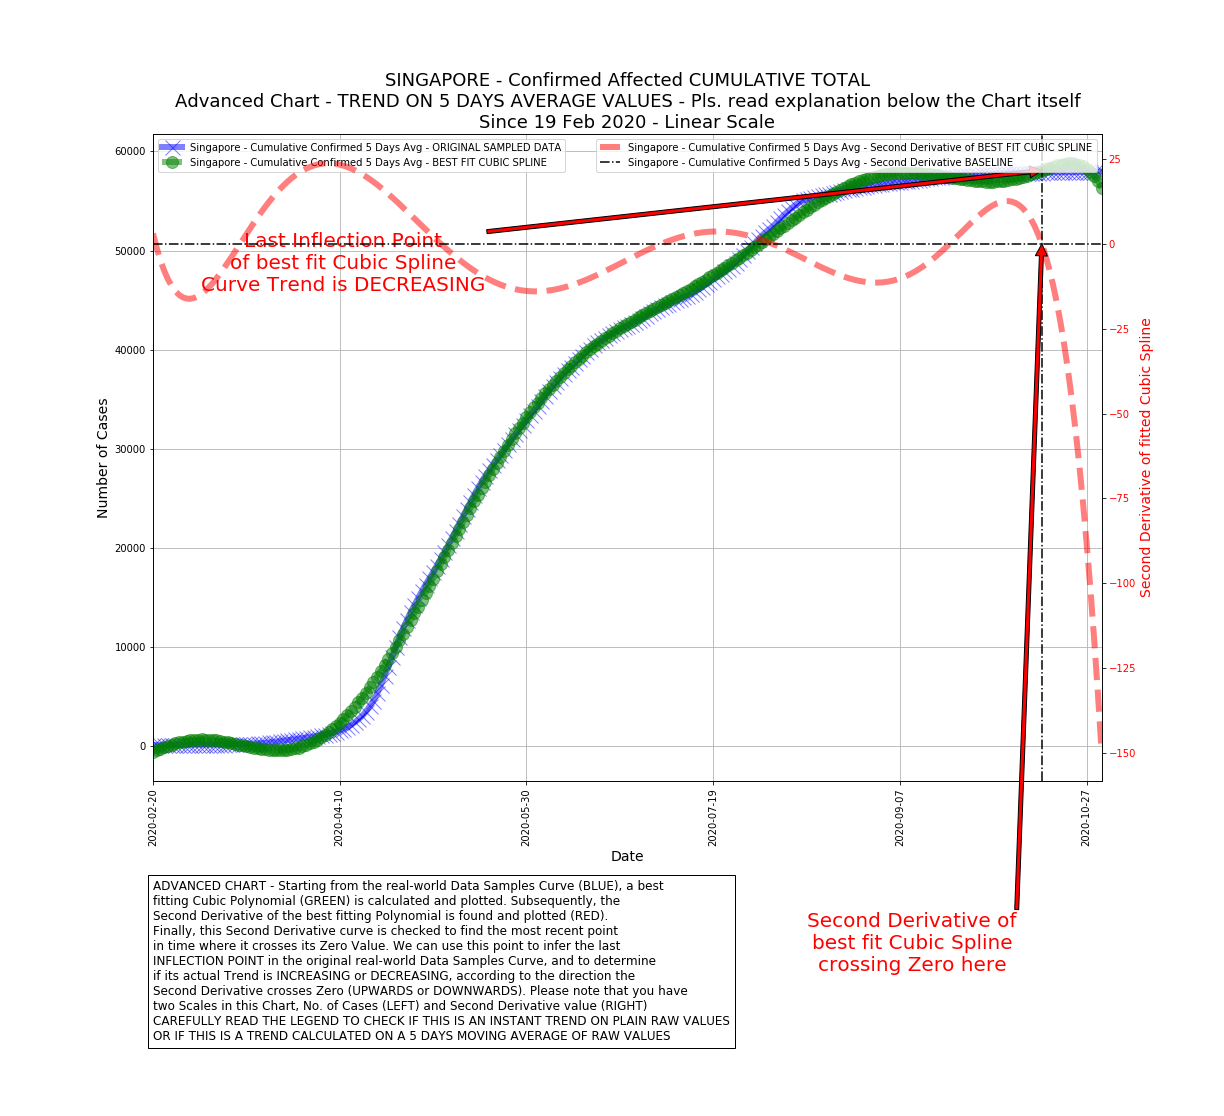 SINGAPORE - Confirmed Affected CUMULATIVE TOTAL
Advanced Chart - TREND ON 5 DAYS AVERAGE VALUES - Pls. read explanation below the Chart itself
Since 19 Feb 2020 - Linear Scale
Singapore - Cumulative Confirmed 5 Days Avg - ORIGINAL SAMPLED DATA
Singapore - Cumulative Confirmed 5 Days Avg - BEST FIT CUBIC SPLINE
Singapore - Cumulative Confirmed 5 Days Avg - Second Derivative of BEST FIT CUBIC SPLINE
Singapore - Cumulative Confirmed 5 Days Avg - Second Derivative BASELINE
60000
50000
40000
30000
20000
10000
0
Number of Cases
Last Inflection Point
of best fit Cubic Spline
Curve Trend is DECREASING
25
0
−25
−50
−75
−100
−125
−150
Second Derivative of fitted Cubic Spline
2020-02-20
2020-04-10
2020-05-30
2020-07-19
2020-09-07
2020-10-27
Date
Second Derivative of
best fit Cubic Spline
crossing Zero here
ADVANCED CHART - Starting from the real-world Data Samples Curve (BLUE), a best
fitting Cubic Polynomial (GREEN) is calculated and plotted. Subsequently, the
Second Derivative of the best fitting Polynomial is found and plotted (RED).
Finally, this Second Derivative curve is checked to find the most recent point
in time where it crosses its Zero Value. We can use this point to infer the last
INFLECTION POINT in the original real-world Data Samples Curve, and to determine
if its actual Trend is INCREASING or DECREASING, according to the direction the
Second Derivative crosses Zero (UPWARDS or DOWNWARDS). Please note that you have
two Scales in this Chart, No. of Cases (LEFT) and Second Derivative value (RIGHT)
CAREFULLY READ THE LEGEND TO CHECK IF THIS IS AN INSTANT TREND ON PLAIN RAW VALUES
OR IF THIS IS A TREND CALCULATED ON A 5 DAYS MOVING AVERAGE OF RAW VALUES